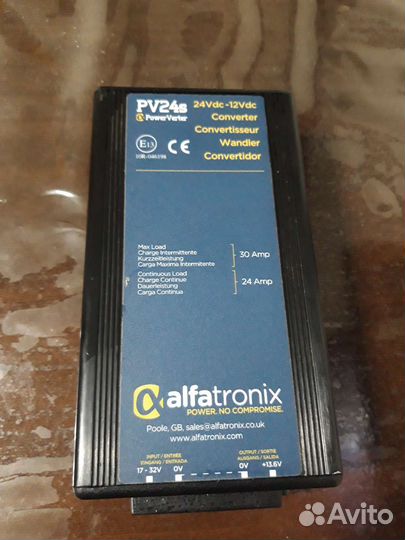 PV24s
PowerVerter
24Vdc -12Vdc
Converter
Convertisseur
Wandler
Convertidor
E13
CE
10R-046198
Max Load
Charge Intermittente
Kurzzeitleistung
Carga Maxima Intermitente
30 Amp
Continuous Load
Charge Continue
Dauerleistung
Carga Continua
24 Amp
alfatronix
POWER. NO COMPROMISE.
Poole, GB, sales@alfatronix.co.uk
www.alfatronix.com
INPUT / ENTRÉE
EINGANG / ENTRADA
OUTPUT / SORTIE
AUSGANG / SALIDA
17 - 32V
0V
0V
+13.6V
Avito